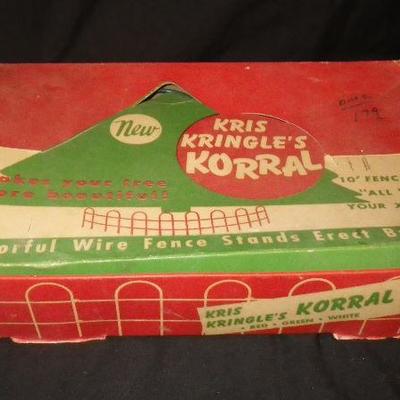 New
KRIS
KRINGLE'S
KORRAL
akes your tree
ore beautiful!
179
10' FENC
"ALL
YOUR X
orful Wire Fence Stands Erect B
KRIS
KRINGLE'S KORRAL
• RED • GREEN • WHITE